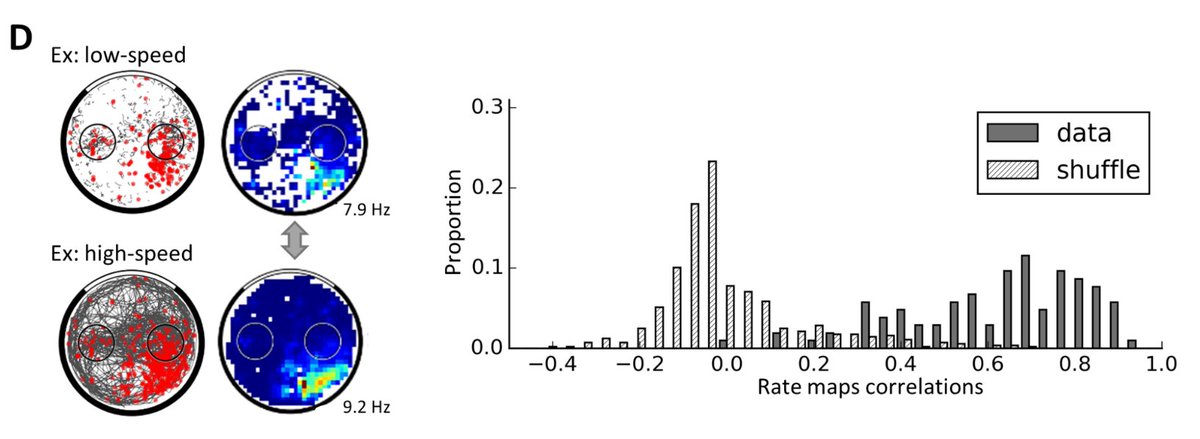 D
Ex: low-speed
7.9 Hz
Ex: high-speed
9.2 Hz
Proportion
0.3
0.2
0.1
0.0
−0.4
−0.2
0.0
0.2
0.4
0.6
0.8
1.0
Rate maps correlations
data
shuffle